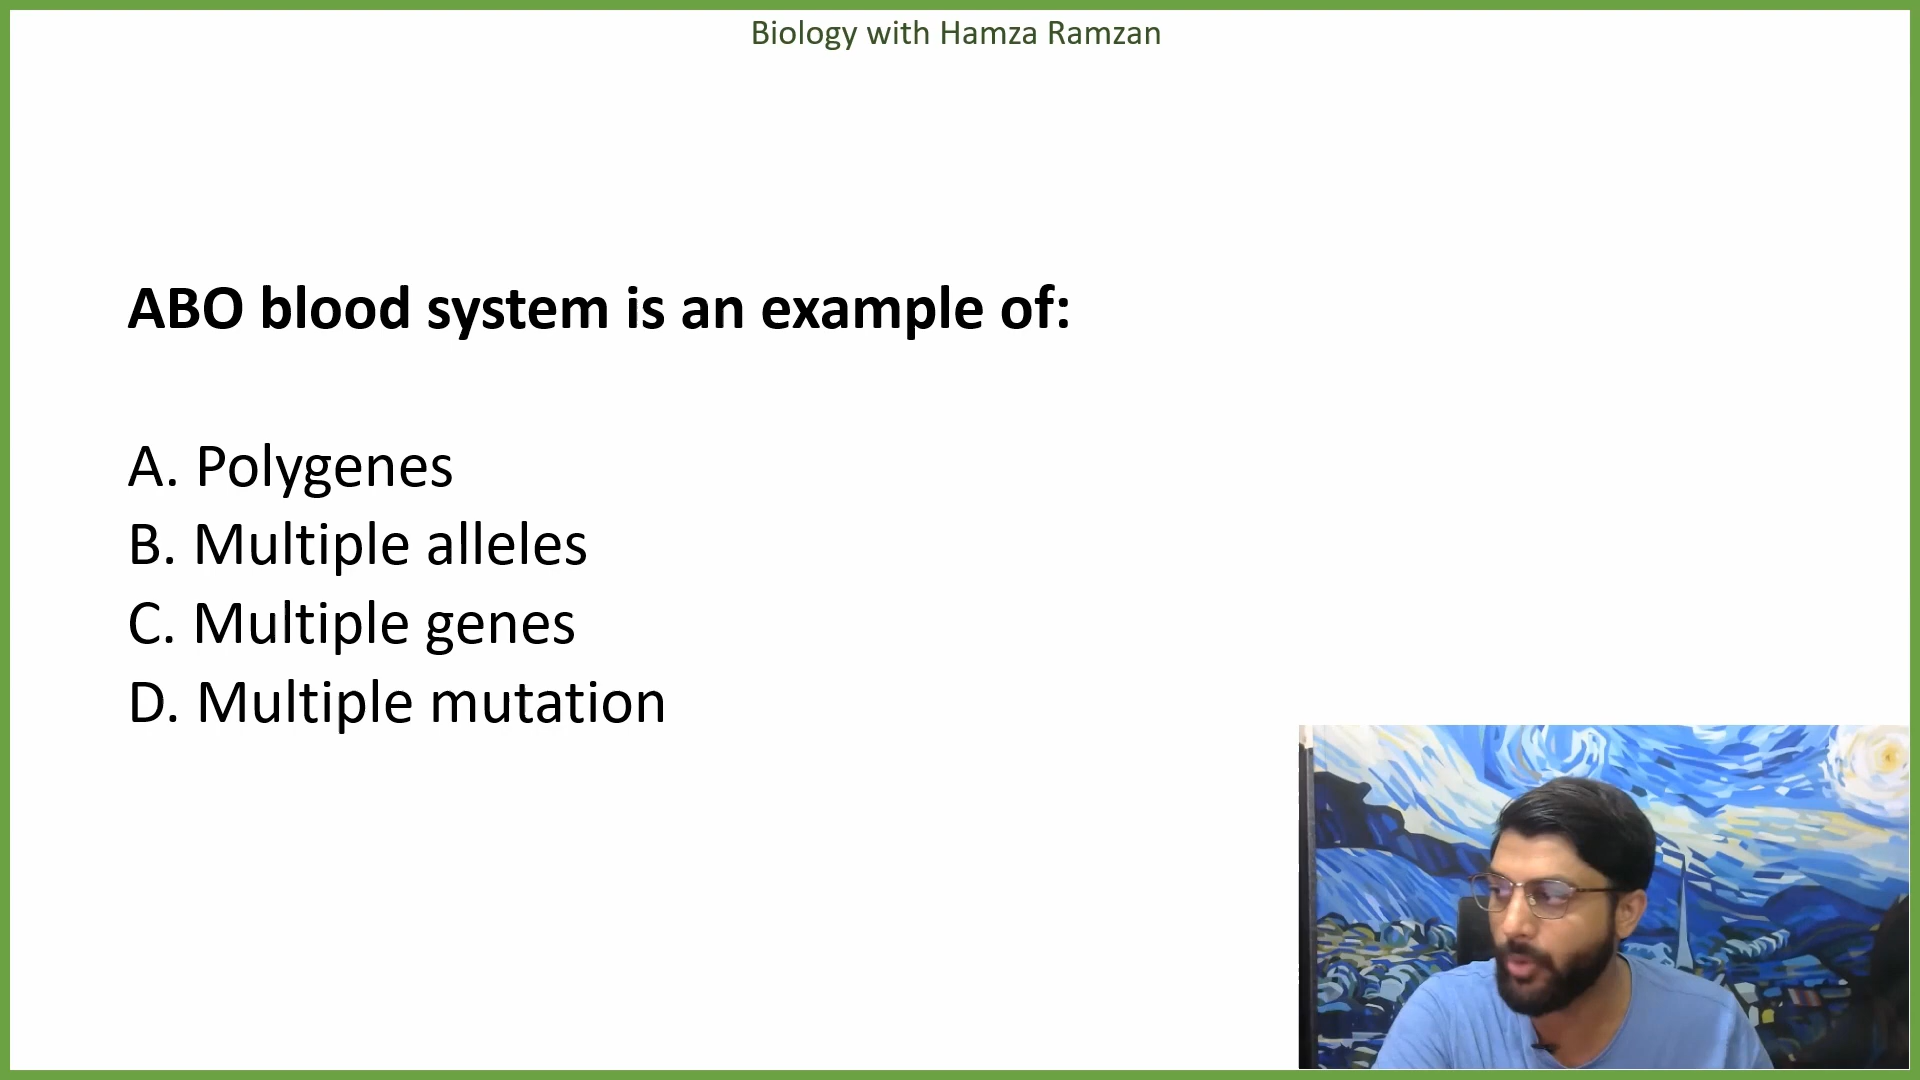 Biology with Hamza Ramzan
ABO blood system is an example of:
A. Polygenes
B. Multiple alleles
C. Multiple genes
D. Multiple mutation